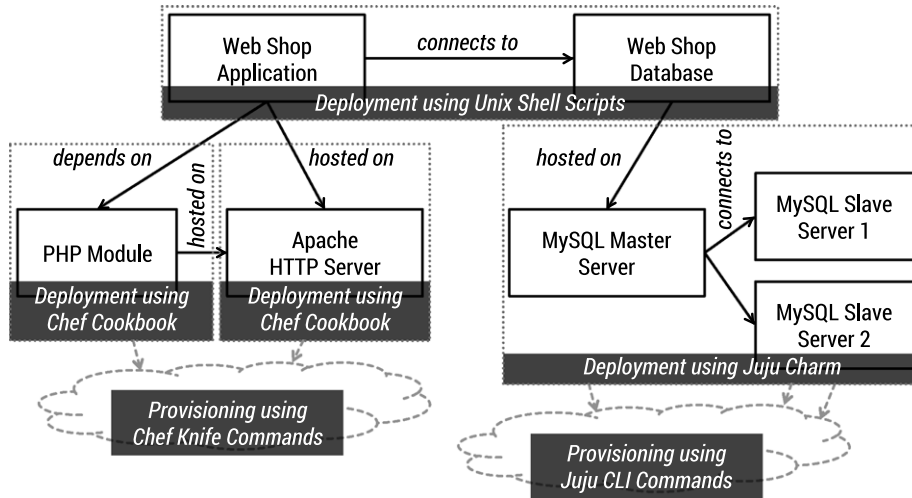 Web Shop
Application
connects to
Web Shop
Database
Deployment using Unix Shell Scripts
depends on
hosted on
hosted on
connects to
hosted on
PHP Module
Apache
HTTP Server
MySQL Master
Server
MySQL Slave
Server 1
Deployment using
Chef Cookbook
Deployment using
Chef Cookbook
MySQL Slave
Server 2
Deployment using Juju Charm
Provisioning using
Chef Knife Commands
Provisioning using
Juju CLI Commands